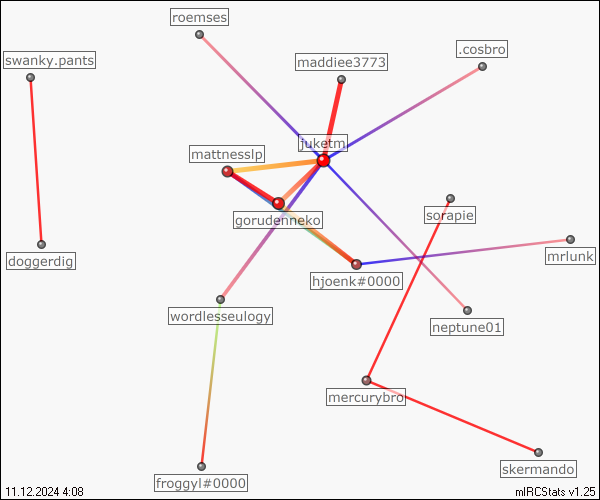 roemses
swanky.pants
maddiee3773
.cosbro
juketm
mattnesslp
gorudenneko
sorapie
doggerdig
mrlunk
hjoenk#0000
wordlesseulogy
neptune01
mercurybro
skermando
froggyl#0000
11.12.2024 4:08
mIRCStats v1.25